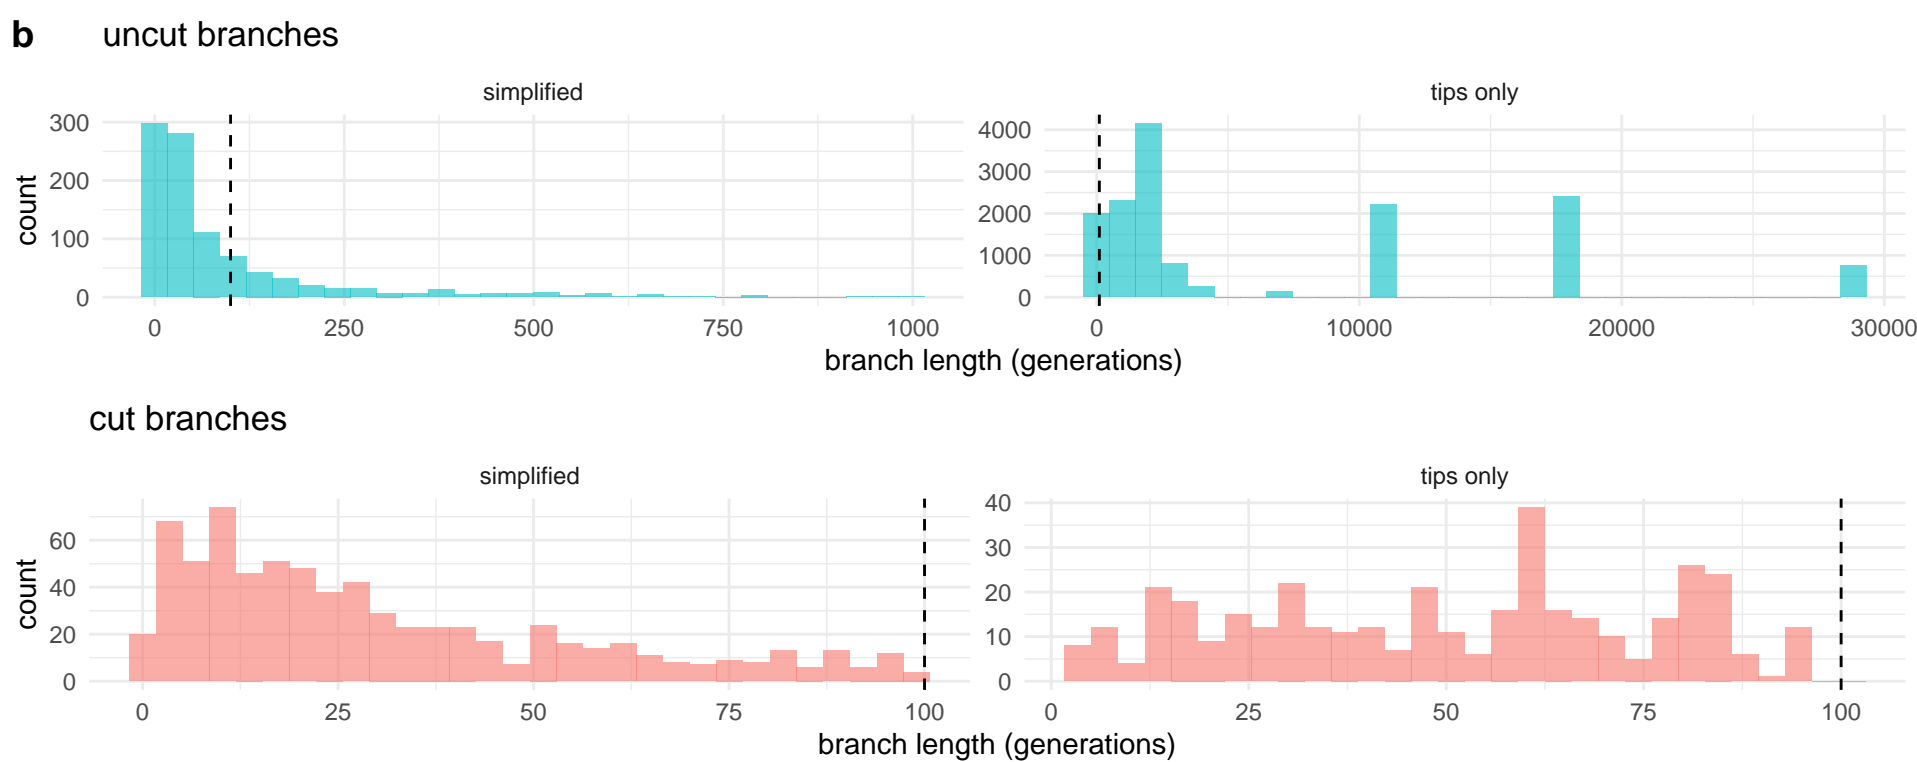 b uncut branches
simplified
tips only
count
300
200
100
0
0 250 500 750 1000
4000
3000
2000
1000
0
0 10000 20000 30000
branch length (generations)
cut branches
simplified
tips only
count
60
40
20
0
0 25 50 75 100
40
30
20
10
0
0 25 50 75 100
branch length (generations)